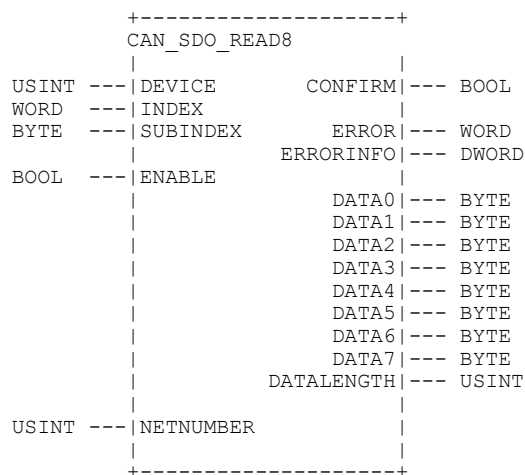 +--------------------+
CAN_SDO_READ8
| |
USINT ---|DEVICE CONFIRM|--- BOOL
WORD ---|INDEX |
BYTE ---|SUBINDEX ERROR|--- WORD
| ERRORINFO|--- DWORD
BOOL ---|ENABLE |
| DATA0|--- BYTE
| DATA1|--- BYTE
| DATA2|--- BYTE
| DATA3|--- BYTE
| DATA4|--- BYTE
| DATA5|--- BYTE
| DATA6|--- BYTE
| DATA7|--- BYTE
| DATALENGTH|--- USINT
| |
USINT ---|NETNUMBER |
| |
+--------------------+